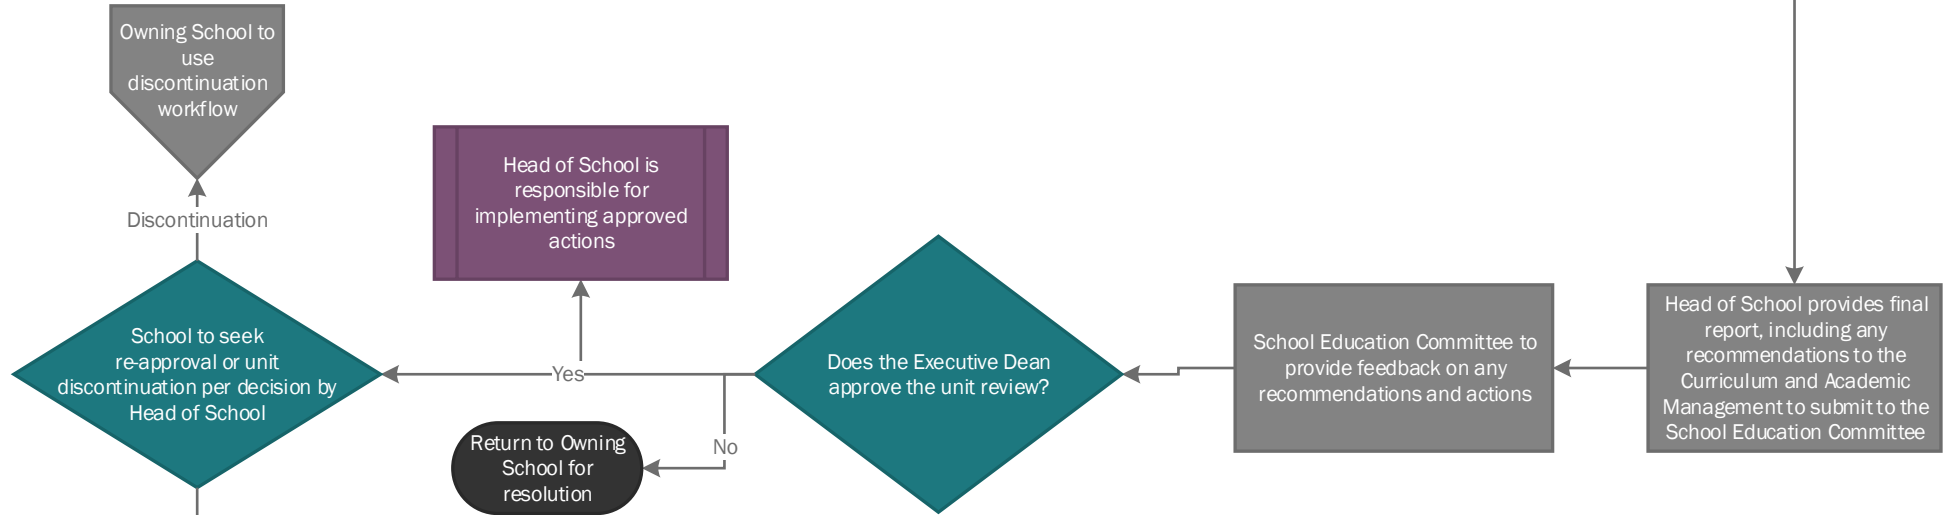 Owning School to
use
discontinuation
workflow
Discontinuation
School to seek
re-approval or unit
discontinuation per decision by
Head of School
Head of School is
responsible for
implementing approved
actions
Yes
Return to Owning
School for
resolution
No
Does the Executive Dean
approve the unit review?
School Education Committee to
provide feedback on any
recommendations and actions
Head of School provides final
report, including any
recommendations to the
Curriculum and Academic
Management to submit to the
School Education Committee